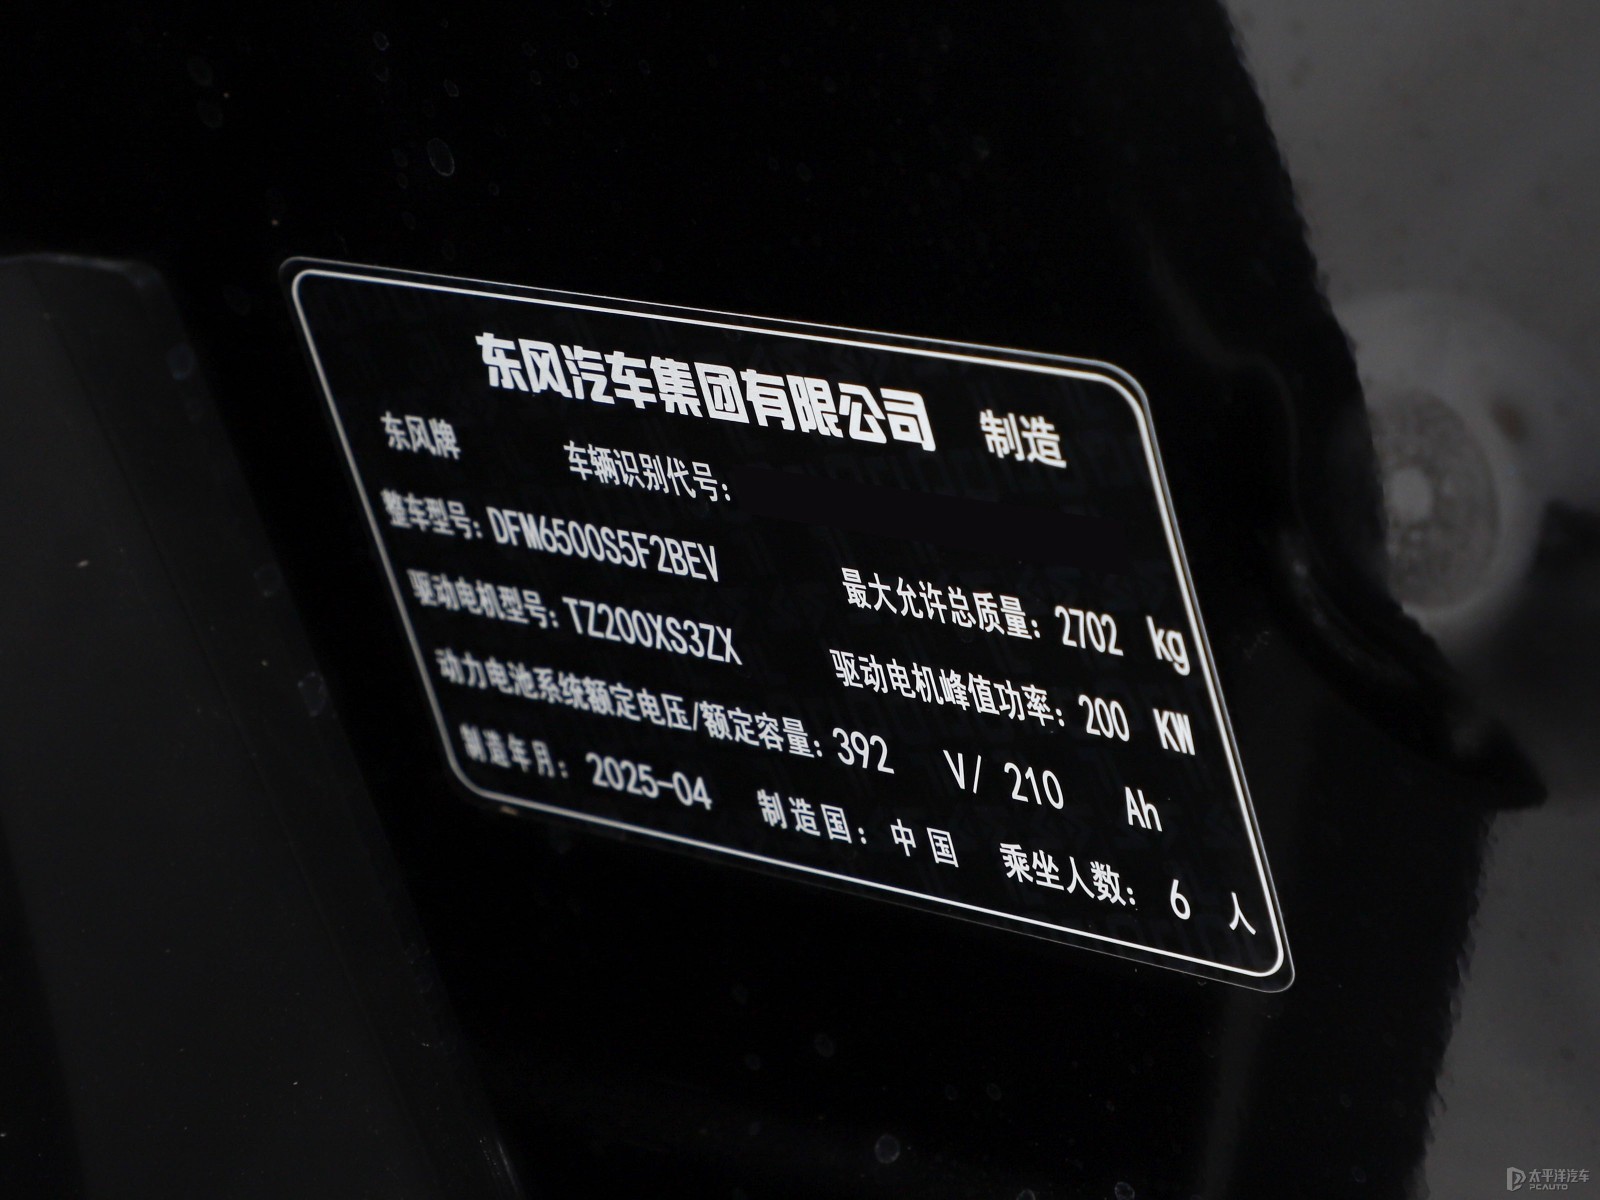 东风汽车集团有限公司 制造
东风牌 车辆识别代号:
整车型号: DFM6500S5F2BEV 最大允许总质量: 2702 kg
驱动电机型号: TZ200XS3ZX 驱动电机峰值功率: 200 KW
动力电池系统额定电压/额定容量: 392 V/ 210 Ah
制造年月: 2025-04 制造国: 中国 乘坐人数: 6 人
太平洋汽车
PCAUTO